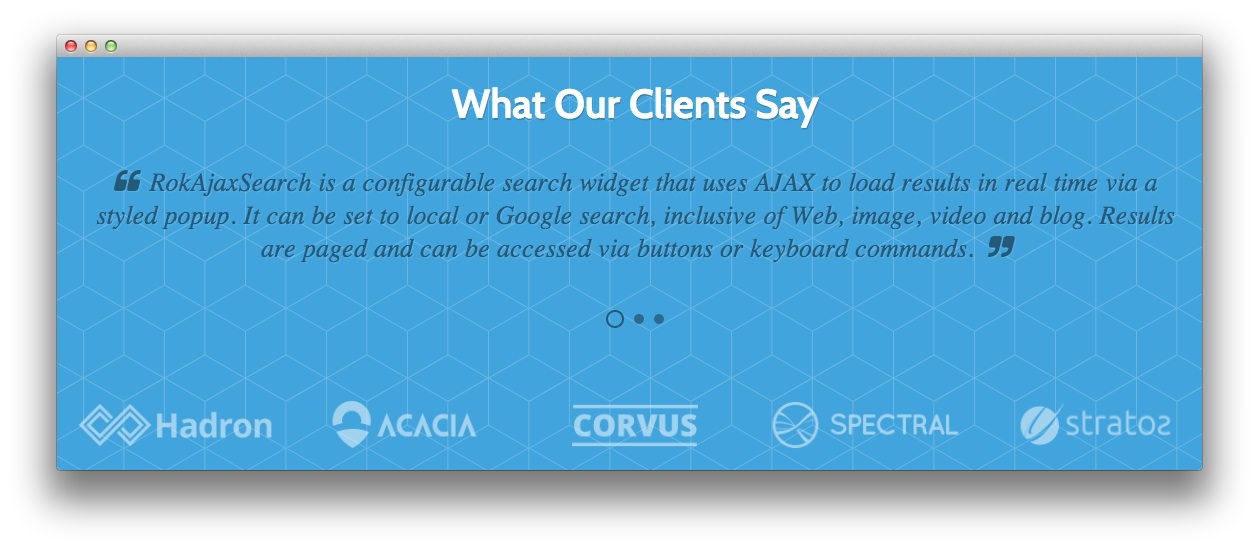 What Our Clients Say
“ RokAjaxSearch is a configurable search widget that uses AJAX to load results in real time via a
styled popup. It can be set to local or Google search, inclusive of Web, image, video and blog. Results
are paged and can be accessed via buttons or keyboard commands. ”
Hadron ACACIA CORVUS SPECTRAL stratos